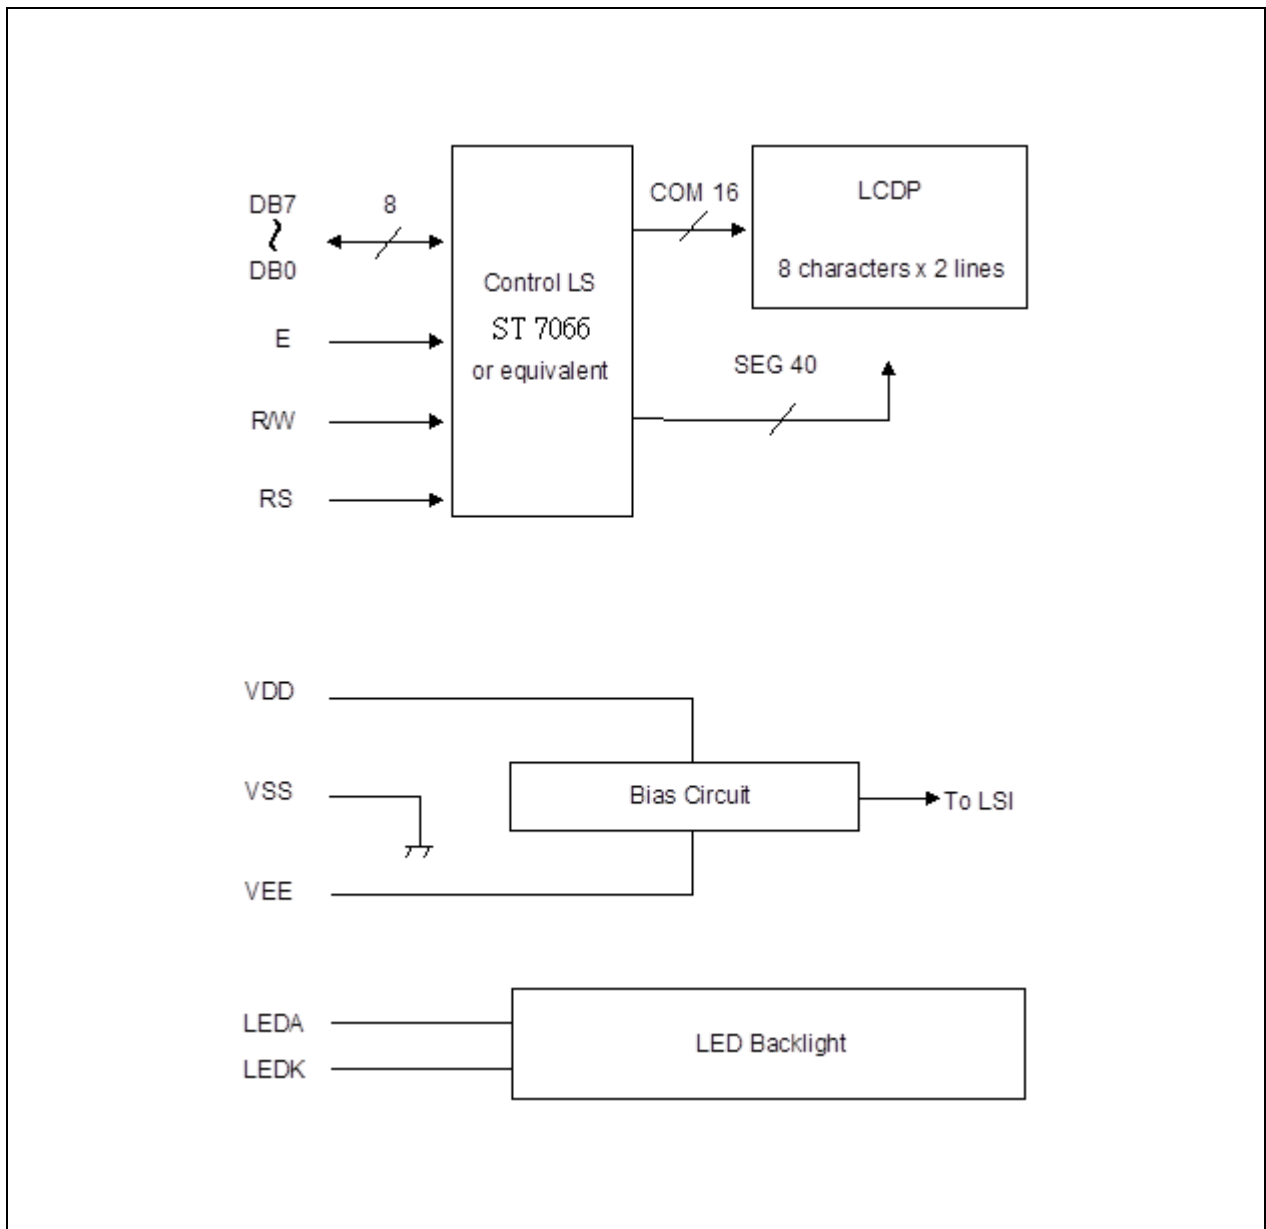 DB7
8
DB0
E
R/W
RS
Control LS
ST 7066
or equivalent
COM 16
LCDP
8 characters x 2 lines
SEG 40
VDD
VSS
VEE
Bias Circuit
To LSI
LEDA
LEDK
LED Backlight